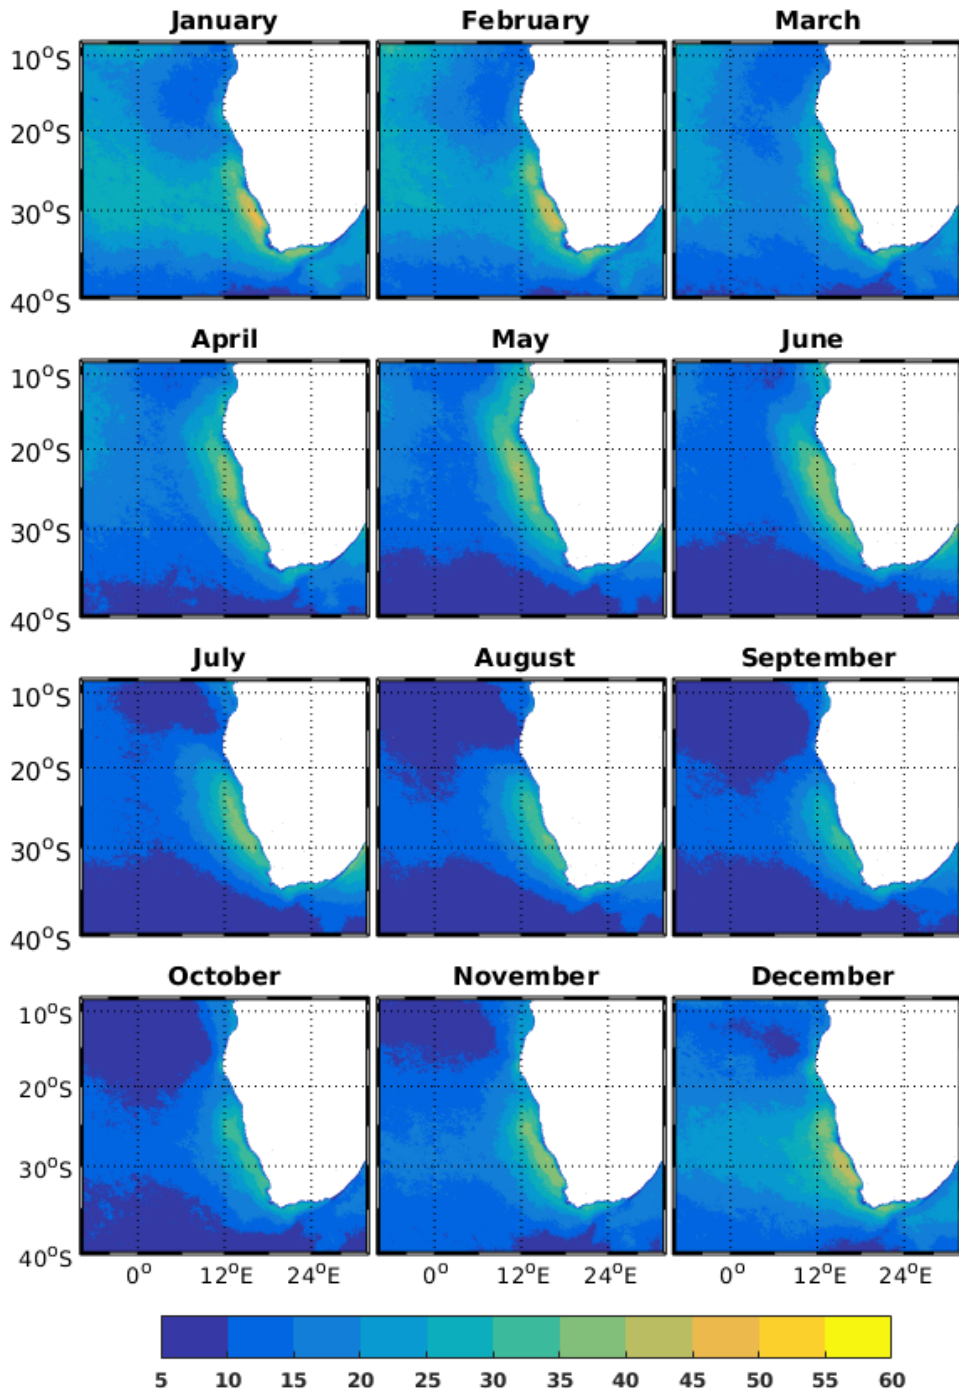 January February March
10°S
20°S
30°S
40°S
April May June
10°S
20°S
30°S
40°S
July August September
10°S
20°S
30°S
40°S
October November December
10°S
20°S
30°S
40°S
0° 12°E 24°E 0° 12°E 24°E 0° 12°E 24°E
5 10 15 20 25 30 35 40 45 50 55 60